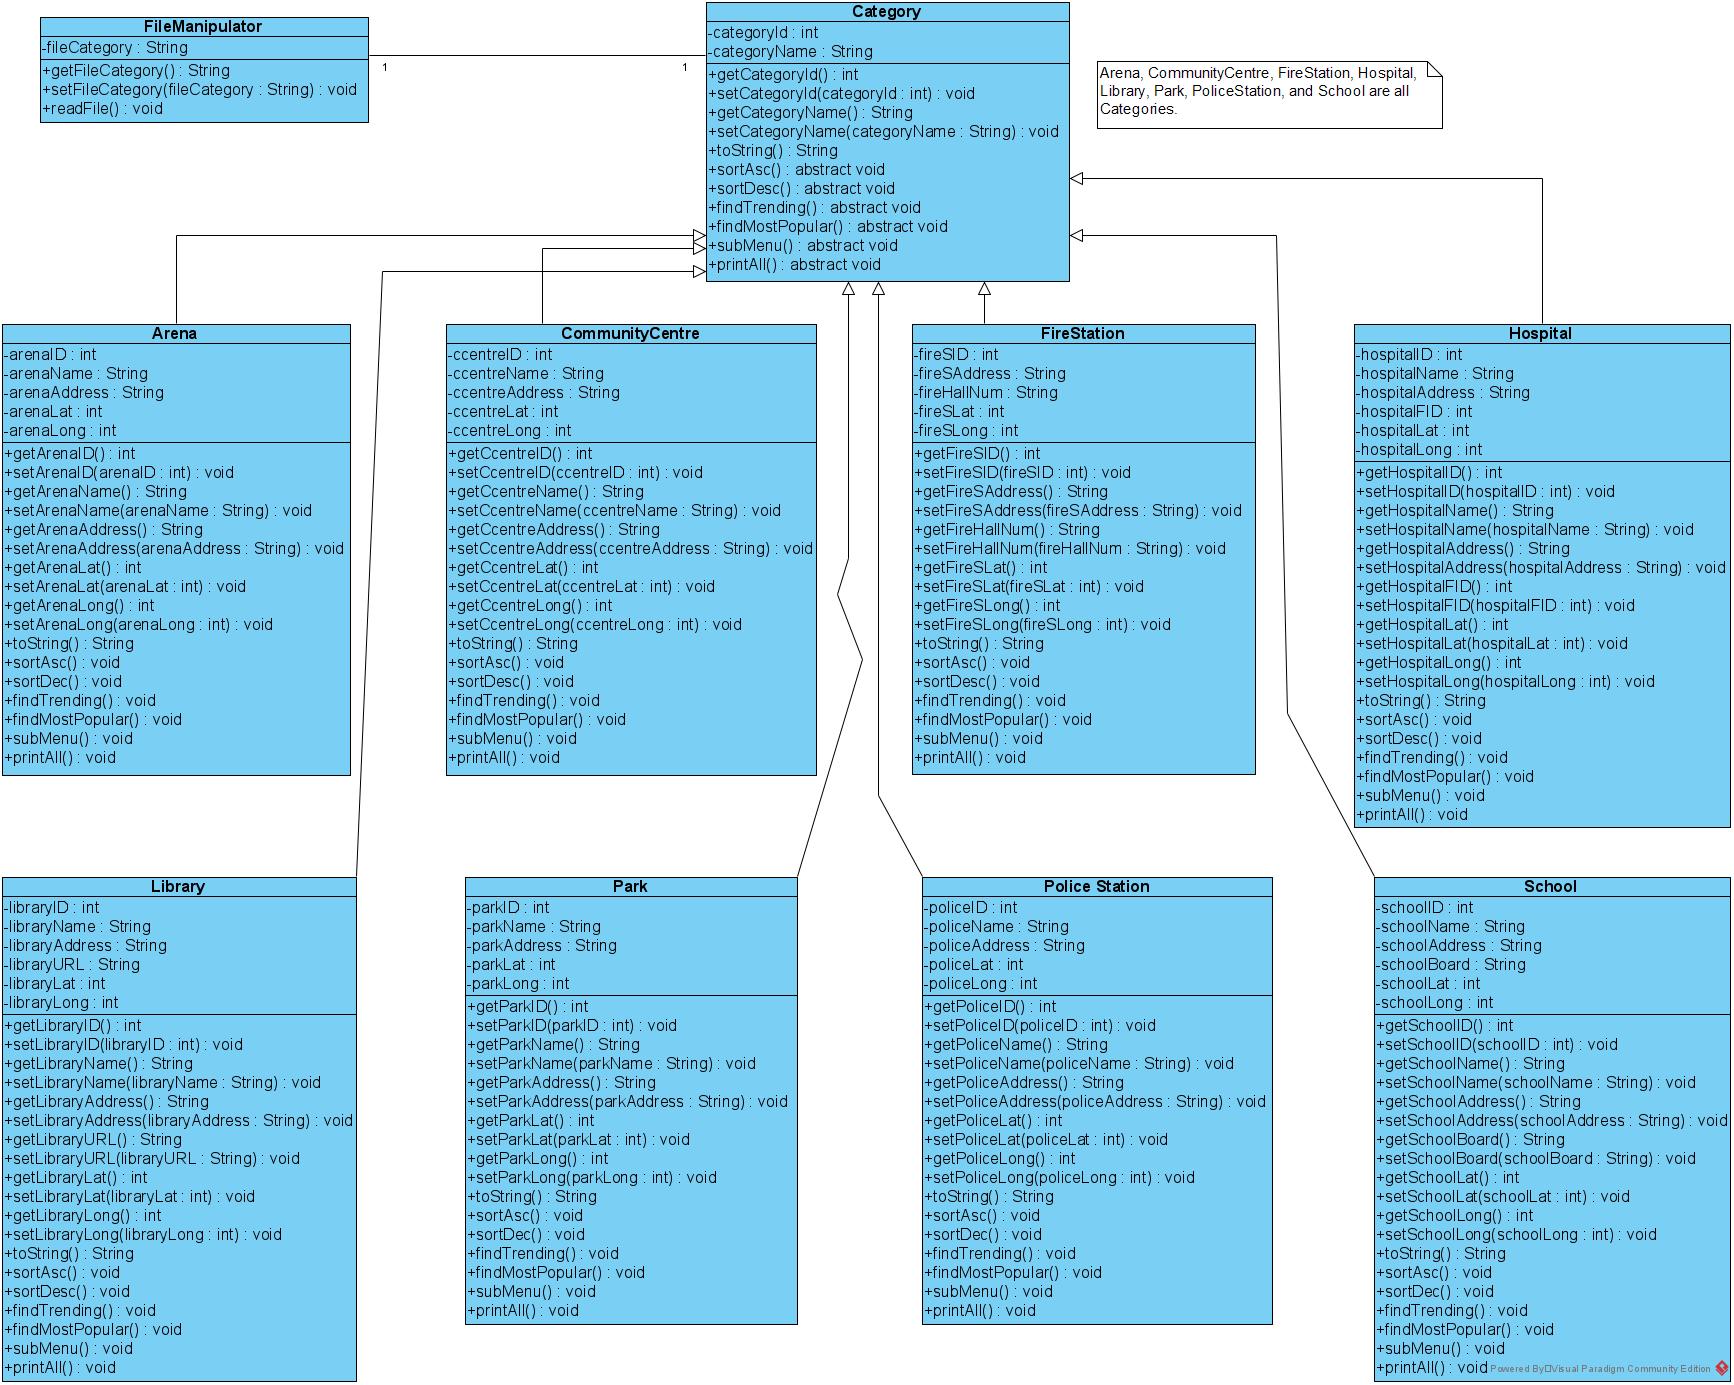 FileManipulator
-fileCategory : String
+getFileCategory() : String
+setFileCategory(fileCategory : String) : void
+readFile() : void
1
1
Category
-categoryId : int
-categoryName : String
+getCategoryId() : int
+setCategoryId(categoryId : int) : void
+getCategoryName() : String
+setCategoryName(categoryName : String) : void
+toString() : String
+sortAsc() : abstract void
+sortDesc() : abstract void
+findTrending() : abstract void
+findMostPopular() : abstract void
+subMenu() : abstract void
+printAll() : abstract void
Arena, CommunityCentre, FireStation, Hospital,
Library, Park, PoliceStation, and School are all
Categories.
Arena
-arenaID : int
-arenaName : String
-arenaAddress : String
-arenaLat : int
-arenaLong : int
+getArenaID() : int
+setArenaID(arenaID : int) : void
+getArenaName() : String
+setArenaName(arenaName : String) : void
+getArenaAddress() : String
+setArenaAddress(arenaAddress : String) : void
+getArenaLat() : int
+setArenaLat(arenaLat : int) : void
+getArenaLong() : int
+setArenaLong(arenaLong : int) : void
+toString() : String
+sortAsc() : void
+sortDec() : void
+findTrending() : void
+findMostPopular() : void
+subMenu() : void
+printAll() : void
CommunityCentre
-ccentreID : int
-ccentreName : String
-ccentreAddress : String
-ccentreLat : int
-ccentreLong : int
+getCcentreID() : int
+setCcentreID(ccentreID : int) : void
+getCcentreName() : String
+setCcentreName(ccentreName : String) : void
+getCcentreAddress() : String
+setCcentreAddress(ccentreAddress : String) : void
+getCcentreLat() : int
+setCcentreLat(ccentreLat : int) : void
+getCcentreLong() : int
+setCcentreLong(ccentreLong : int) : void
+toString() : String
+sortAsc() : void
+sortDesc() : void
+findTrending() : void
+findMostPopular() : void
+subMenu() : void
+printAll() : void
FireStation
-fireSID : int
-fireSAddress : String
-fireHallNum : String
-fireSLat : int
-fireSLong : int
+getFireSID() : int
+setFireSID(fireSID : int) : void
+getFireSAddress() : String
+setFireSAddress(fireSAddress : String) : void
+getFireHallNum() : String
+setFireHallNum(fireHallNum : String) : void
+getFireSLat() : int
+setFireSLat(fireSLat : int) : void
+getFireSLong() : int
+setFireSLong(fireSLong : int) : void
+toString() : String
+sortAsc() : void
+sortDesc() : void
+findTrending() : void
+findMostPopular() : void
+subMenu() : void
+printAll() : void
Hospital
-hospitalID : int
-hospitalName : String
-hospitalAddress : String
-hospitalFID : int
-hospitalLat : int
-hospitalLong : int
+getHospitalID() : int
+setHospitalID(hospitalID : int) : void
+getHospitalName() : String
+setHospitalName(hospitalName : String) : void
+getHospitalAddress() : String
+setHospitalAddress(hospitalAddress : String) : void
+getHospitalFID() : int
+setHospitalFID(hospitalFID : int) : void
+getHospitalLat() : int
+setHospitalLat(hospitalLat : int) : void
+getHospitalLong() : int
+setHospitalLong(hospitalLong : int) : void
+toString() : String
+sortAsc() : void
+sortDesc() : void
+findTrending() : void
+findMostPopular() : void
+subMenu() : void
+printAll() : void
Library
-libraryID : int
-libraryName : String
-libraryAddress : String
-libraryURL : String
-libraryLat : int
-libraryLong : int
+getLibraryID() : int
+setLibraryID(libraryID : int) : void
+getLibraryName() : String
+setLibraryName(libraryName : String) : void
+getLibraryAddress() : String
+setLibraryAddress(libraryAddress : String) : void
+getLibraryURL() : String
+setLibraryURL(libraryURL : String) : void
+getLibraryLat() : int
+setLibraryLat(libraryLat : int) : void
+getLibraryLong() : int
+setLibraryLong(libraryLong : int) : void
+toString() : String
+sortAsc() : void
+sortDesc() : void
+findTrending() : void
+findMostPopular() : void
+subMenu() : void
+printAll() : void
Park
-parkID : int
-parkName : String
-parkAddress : String
-parkLat : int
-parkLong : int
+getParkID() : int
+setParkID(parkID : int) : void
+getParkName() : String
+setParkName(parkName : String) : void
+getParkAddress() : String
+setParkAddress(parkAddress : String) : void
+getParkLat() : int
+setParkLat(parkLat : int) : void
+getParkLong() : int
+setParkLong(parkLong : int) : void
+toString() : String
+sortAsc() : void
+sortDec() : void
+findTrending() : void
+findMostPopular() : void
+subMenu() : void
+printAll() : void
Police Station
-policeID : int
-policeName : String
-policeAddress : String
-policeLat : int
-policeLong : int
+getPoliceID() : int
+setPoliceID(policeID : int) : void
+getPoliceName() : String
+setPoliceName(policeName : String) : void
+getPoliceAddress() : String
+setPoliceAddress(policeAddress : String) : void
+getPoliceLat() : int
+setPoliceLat(policeLat : int) : void
+getPoliceLong() : int
+setPoliceLong(policeLong : int) : void
+toString() : String
+sortAsc() : void
+sortDec() : void
+findTrending() : void
+findMostPopular() : void
+subMenu() : void
+printAll() : void
School
-schoolID : int
-schoolName : String
-schoolAddress : String
-schoolBoard : String
-schoolLat : int
-schoolLong : int
+getSchoolID() : int
+setSchoolID(schoolID : int) : void
+getSchoolName() : String
+setSchoolName(schoolName : String) : void
+getSchoolAddress() : String
+setSchoolAddress(schoolAddress : String) : void
+getSchoolBoard() : String
+setSchoolBoard(schoolBoard : String) : void
+getSchoolLat() : int
+setSchoolLat(schoolLat : int) : void
+getSchoolLong() : int
+setSchoolLong(schoolLong : int) : void
+toString() : String
+sortAsc() : void
+sortDec() : void
+findTrending() : void
+findMostPopular() : void
+subMenu() : void
+printAll() : void
Powered By□Visual Paradigm Community Edition